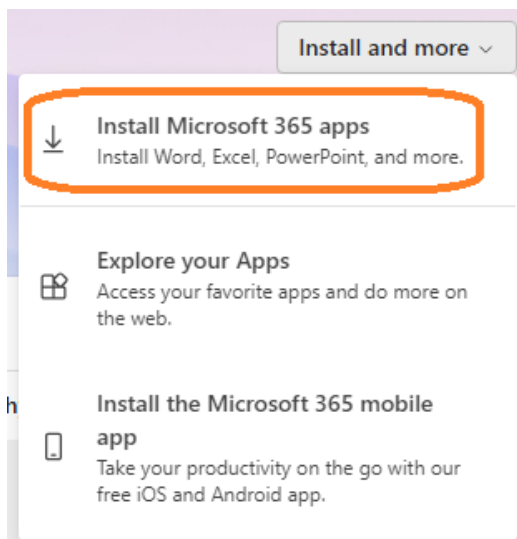 Install and more
Install Microsoft 365 apps
Install Word, Excel, PowerPoint, and more.
Explore your Apps
Access your favorite apps and do more on
the web.
h
Install the Microsoft 365 mobile
app
Take your productivity on the go with our
free iOS and Android app.